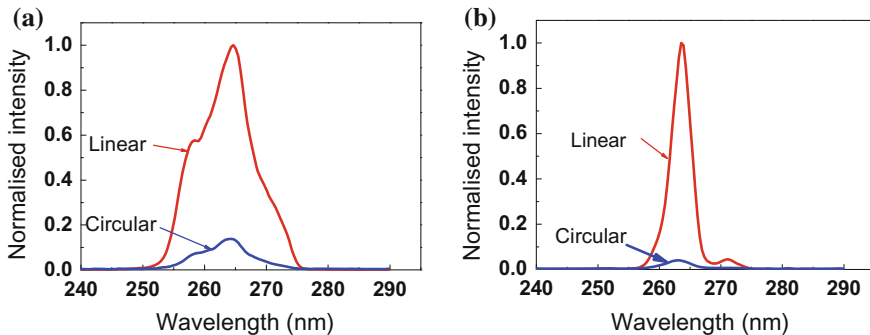 (a)
1.0
0.8
0.6
0.4
0.2
0.0
Normalised intensity
Linear
Circular
240 250 260 270 280 290
Wavelength (nm)
(b)
1.0
0.8
0.6
0.4
0.2
0.0
Normalised intensity
Linear
Circular
240 250 260 270 280 290
Wavelength (nm)